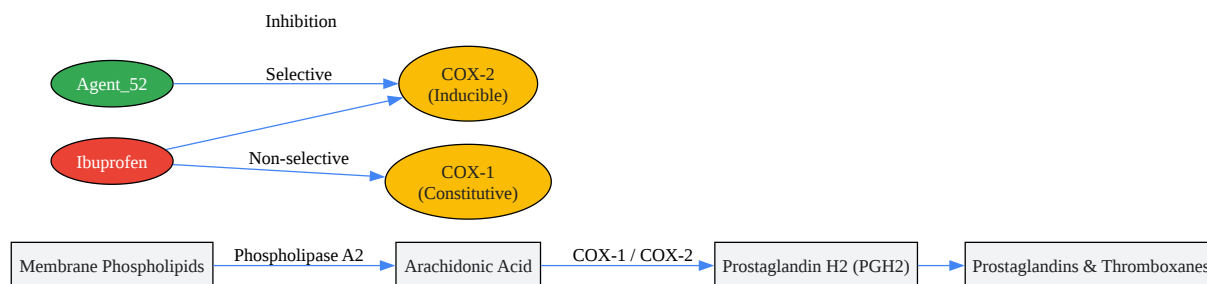 Inhibition
Agent_52
Selective
COX-2
(Inducible)
Ibuprofen
Non-selective
COX-1
(Constitutive)
Membrane Phospholipids
Phospholipase A2
Arachidonic Acid
COX-1 / COX-2
Prostaglandin H2 (PGH2)
Prostaglandins & Thromboxanes